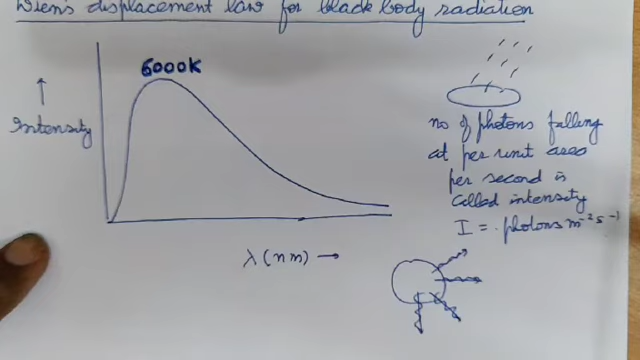 Wien's displacement law for black body radiation
6000K
Intensity
λ(nm) →
no of photons falling
at per unit area
per second is
called intensity
I = photons m⁻² s⁻¹